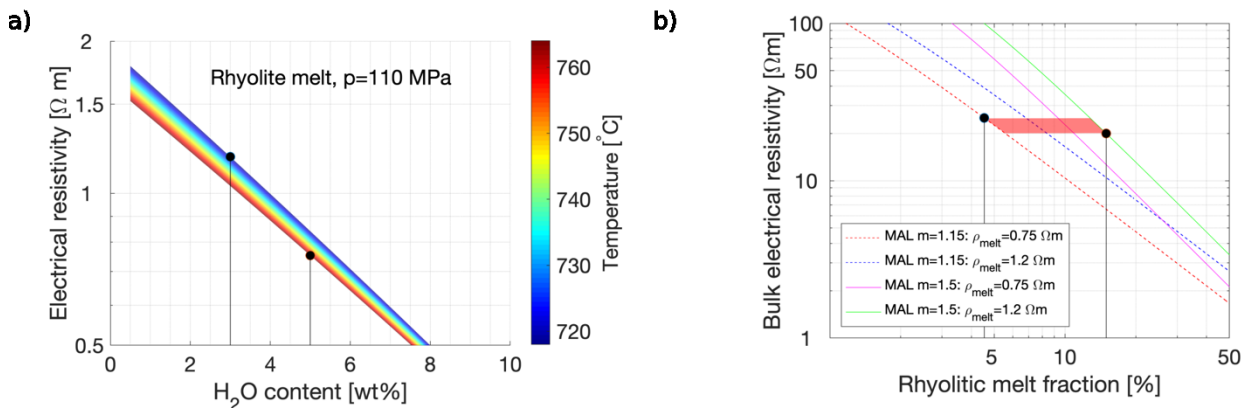 a)
Rhyolite melt, p=110 MPa
Electrical resistivity [Ω m]
2
1.5
1
0.5
0 2 4 6 8 10
H₂O content [wt%]
760
750
740
730
720
Temperature [°C]
b)
Bulk electrical resistivity [Ωm]
100
50
10
5
1
MAL m=1.15: ρmelt=0.75 Ωm
MAL m=1.15: ρmelt=1.2 Ωm
MAL m=1.5: ρmelt=0.75 Ωm
MAL m=1.5: ρmelt=1.2 Ωm
5 10 50
Rhyolitic melt fraction [%]